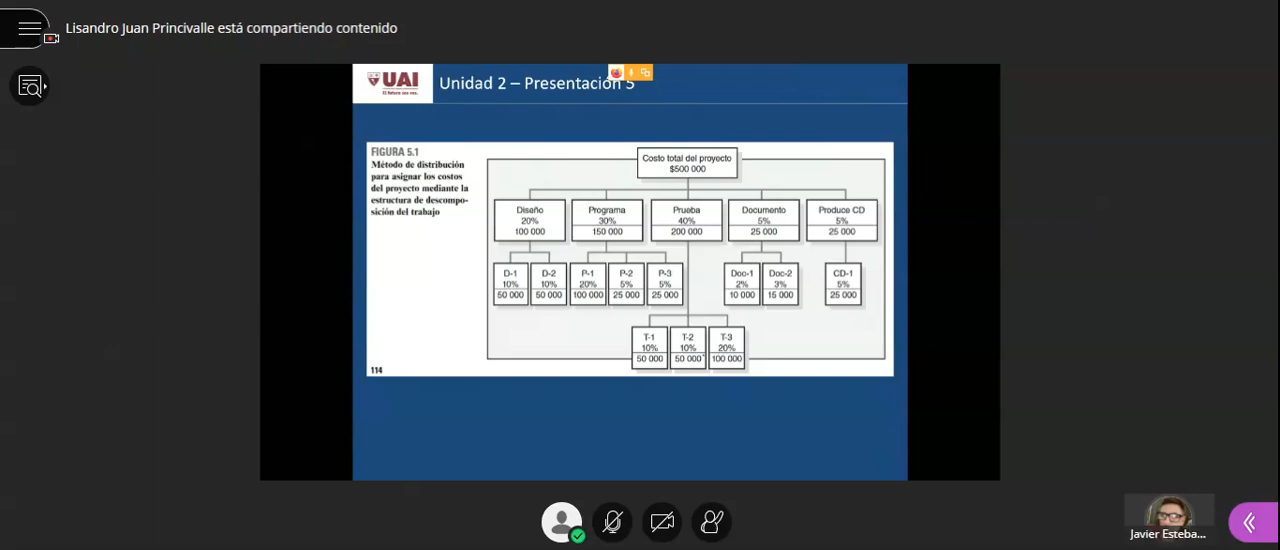 Lisandro Juan Princivalle está compartiendo contenido
UAI
Unidad 2 – Presentación 5
FIGURA 5.1
Método de distribución
para asignar los costos
del proyecto mediante la
estructura de descompo-
sición del trabajo
Costo total del proyecto
$500 000
Diseño
20%
100 000
Programa
30%
150 000
Prueba
40%
200 000
Documento
5%
25 000
Produce CD
5%
25 000
D-1
10%
50 000
D-2
10%
50 000
P-1
20%
100 000
P-2
5%
25 000
P-3
5%
25 000
Doc-1
2%
10 000
Doc-2
3%
15 000
CD-1
5%
25 000
T-1
10%
50 000
T-2
10%
50 000
T-3
20%
100 000
114
Javier Esteba...